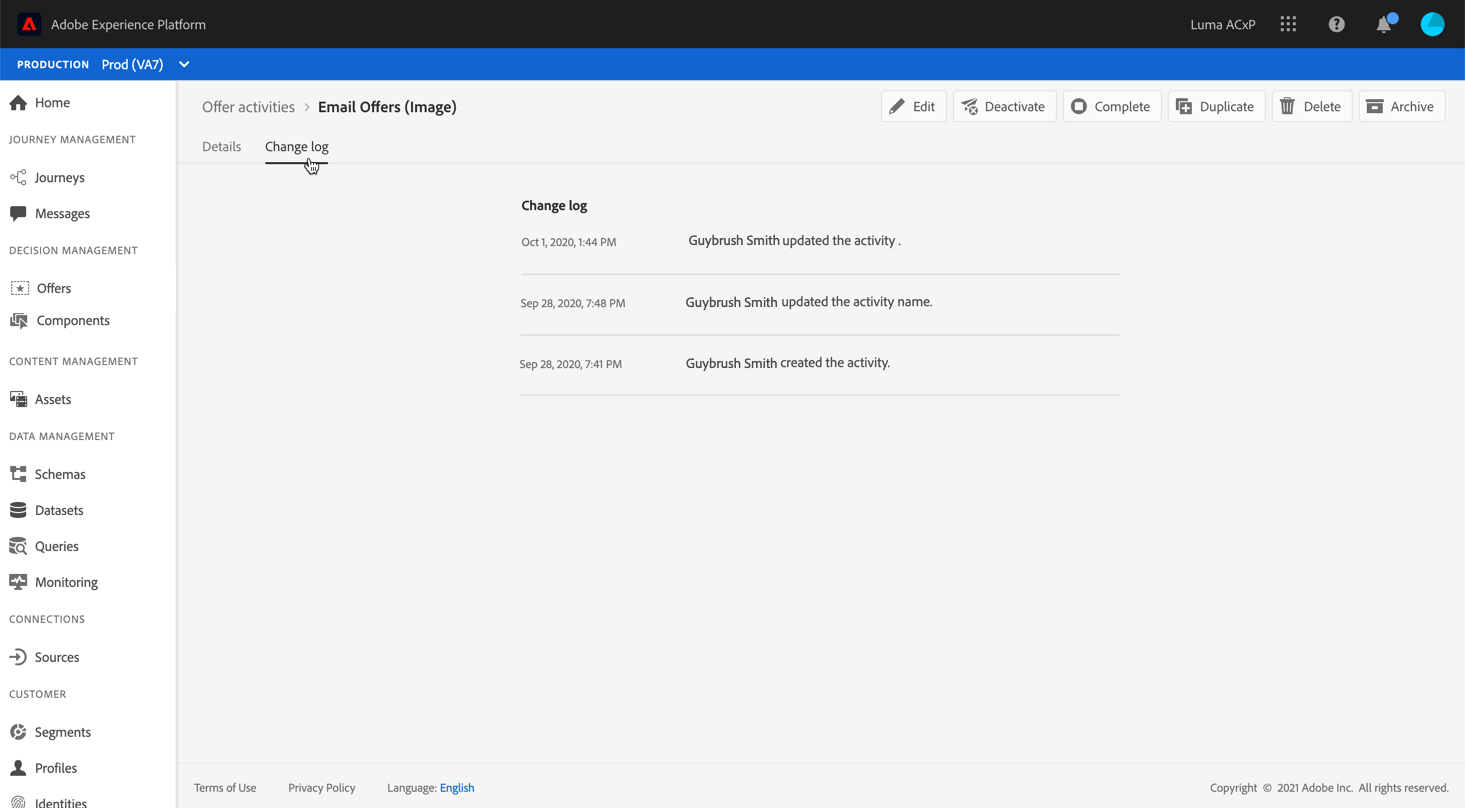 Adobe Experience Platform
Luma ACxP
PRODUCTION Prod (VA7)
Home
JOURNEY MANAGEMENT
Journeys
Messages
DECISION MANAGEMENT
Offers
Components
CONTENT MANAGEMENT
Assets
DATA MANAGEMENT
Schemas
Datasets
Queries
Monitoring
CONNECTIONS
Sources
CUSTOMER
Segments
Profiles
Identities
Offer activities > Email Offers (Image)
Edit
Deactivate
Complete
Duplicate
Delete
Archive
Details
Change log
Change log
Oct 1, 2020, 1:44 PM Guybrush Smith updated the activity .
Sep 28, 2020, 7:48 PM Guybrush Smith updated the activity name.
Sep 28, 2020, 7:41 PM Guybrush Smith created the activity.
Terms of Use
Privacy Policy
Language: English
Copyright © 2021 Adobe Inc. All rights reserved.